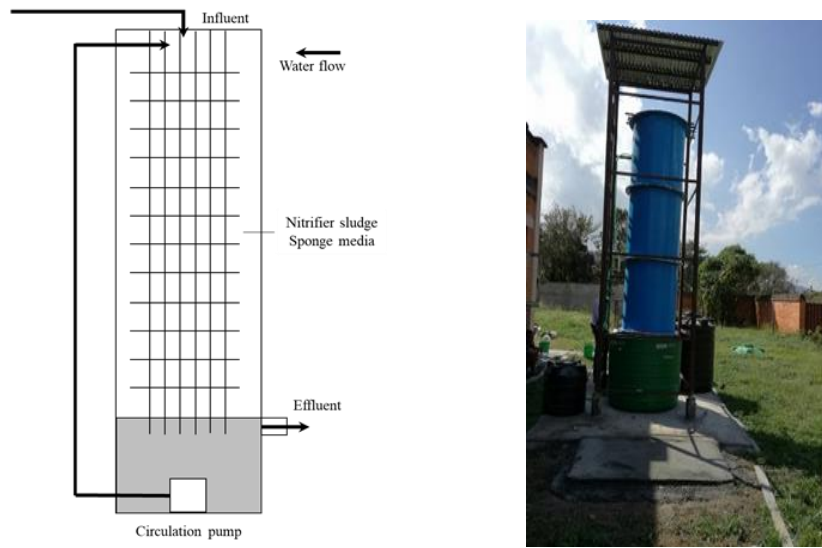 Influent
Water flow
Nitrifier sludge
Sponge media
Effluent
Circulation pump